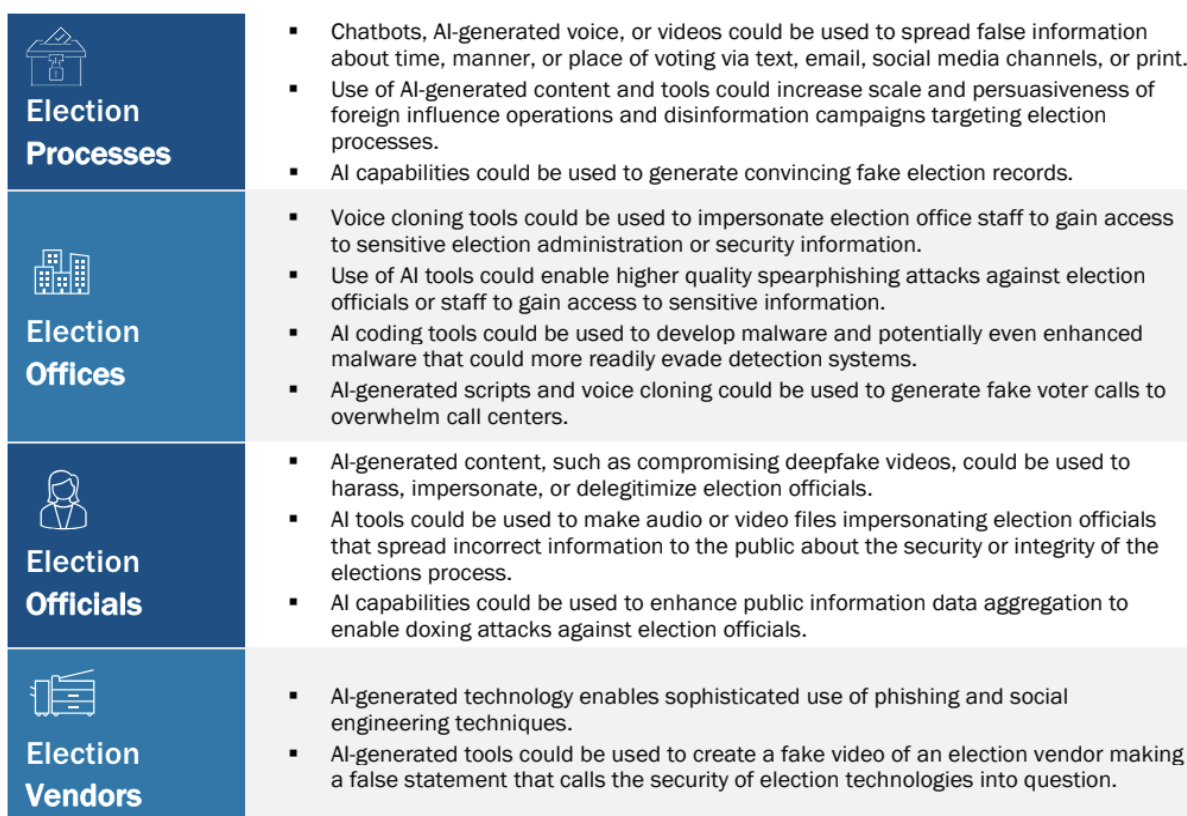 Election
Processes
▪ Chatbots, AI-generated voice, or videos could be used to spread false information
about time, manner, or place of voting via text, email, social media channels, or print.
▪ Use of AI-generated content and tools could increase scale and persuasiveness of
foreign influence operations and disinformation campaigns targeting election
processes.
▪ AI capabilities could be used to generate convincing fake election records.
Election
Offices
▪ Voice cloning tools could be used to impersonate election office staff to gain access
to sensitive election administration or security information.
▪ Use of AI tools could enable higher quality spearphishing attacks against election
officials or staff to gain access to sensitive information.
▪ AI coding tools could be used to develop malware and potentially even enhanced
malware that could more readily evade detection systems.
▪ AI-generated scripts and voice cloning could be used to generate fake voter calls to
overwhelm call centers.
Election
Officials
▪ AI-generated content, such as compromising deepfake videos, could be used to
harass, impersonate, or delegitimize election officials.
▪ AI tools could be used to make audio or video files impersonating election officials
that spread incorrect information to the public about the security or integrity of the
elections process.
▪ AI capabilities could be used to enhance public information data aggregation to
enable doxing attacks against election officials.
Election
Vendors
▪ AI-generated technology enables sophisticated use of phishing and social
engineering techniques.
▪ AI-generated tools could be used to create a fake video of an election vendor making
a false statement that calls the security of election technologies into question.